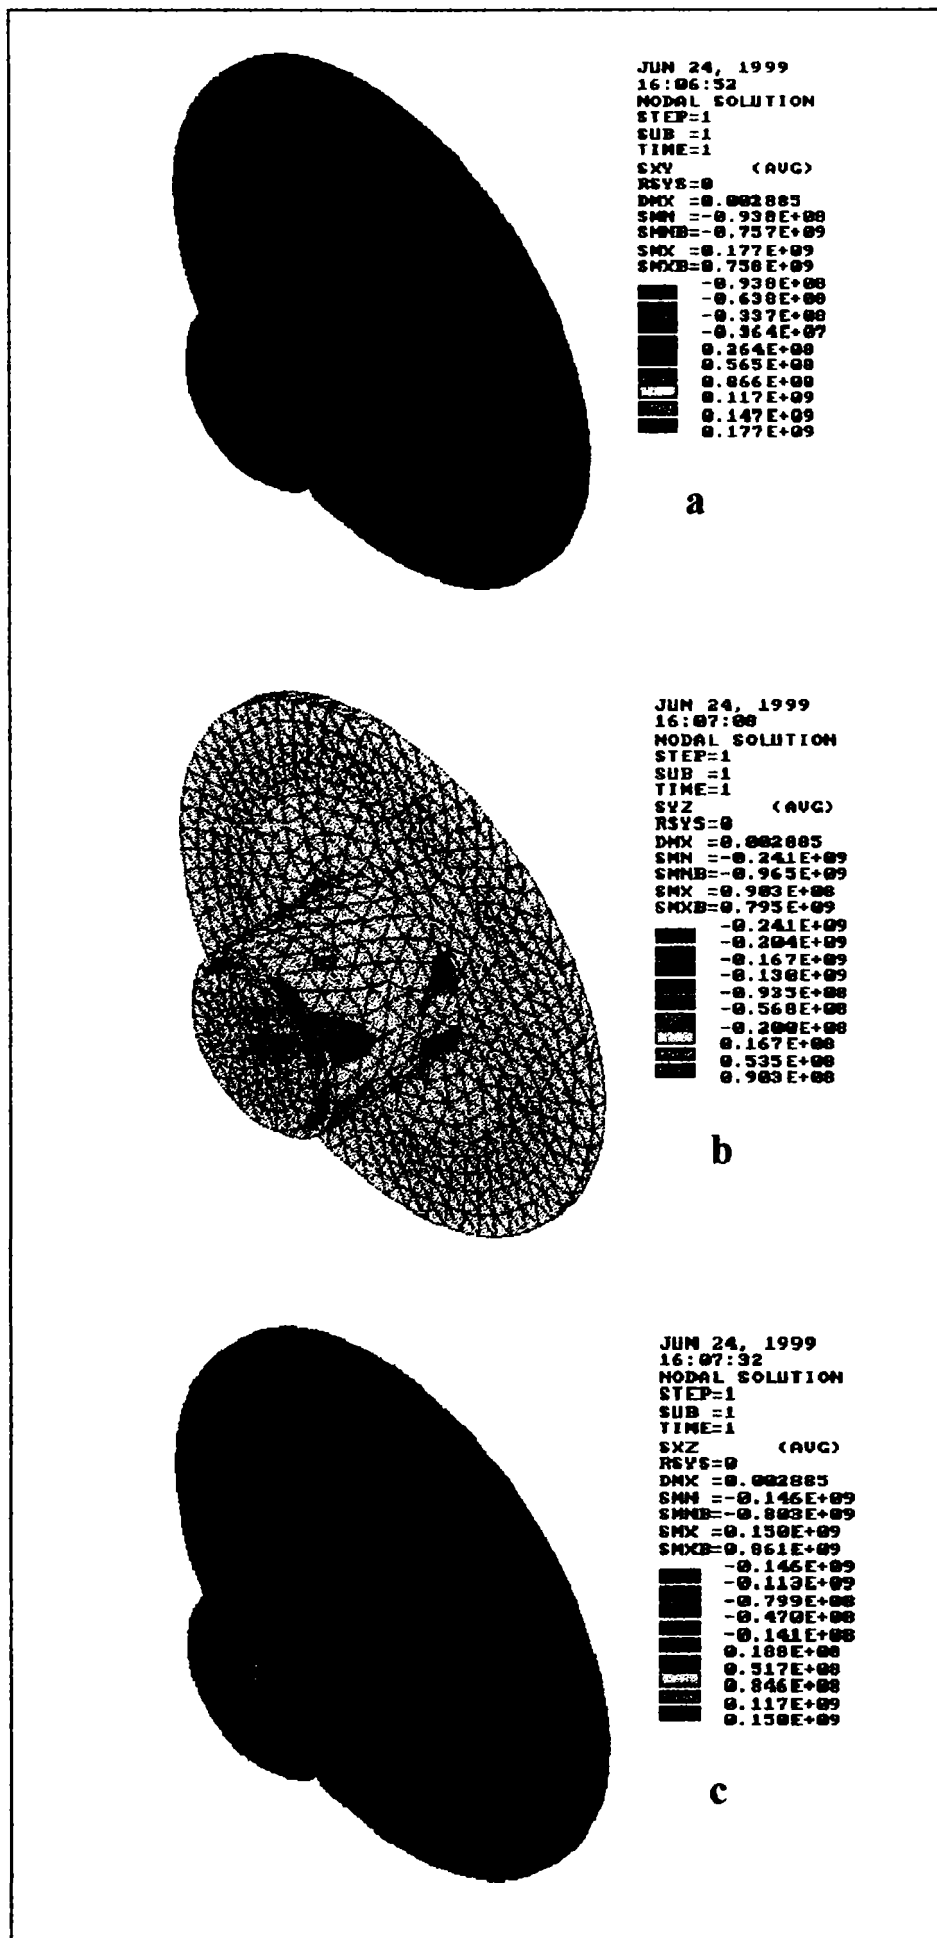 JUN 24, 1999
16:06:52
NODAL SOLUTION
STEP=1
SUB =1
TIME=1
SXY (AVG)
RSYS=0
DMX =0.002885
SMN =-0.938E+08
SMNB=-0.757E+09
SMX =0.177E+09
SMXB=0.758E+09
-0.938E+08
-0.638E+08
-0.337E+08
-0.364E+07
0.264E+08
0.565E+08
0.866E+08
0.117E+09
0.147E+09
0.177E+09
a
JUN 24, 1999
16:07:08
NODAL SOLUTION
STEP=1
SUB =1
TIME=1
SYZ (AVG)
RSYS=0
DMX =0.002885
SMN =-0.241E+09
SMNB=-0.965E+09
SMX =0.903E+08
SMXB=0.795E+09
-0.241E+09
-0.204E+09
-0.167E+09
-0.130E+09
-0.935E+08
-0.568E+08
-0.200E+08
0.167E+08
0.535E+08
0.903E+08
b
JUN 24, 1999
16:07:32
NODAL SOLUTION
STEP=1
SUB =1
TIME=1
SXZ (AVG)
RSYS=0
DMX =0.002885
SMN =-0.146E+09
SMNB=-0.803E+09
SMX =0.150E+09
SMXB=0.861E+09
-0.146E+09
-0.113E+09
-0.799E+08
-0.470E+08
-0.141E+08
0.188E+08
0.517E+08
0.846E+08
0.117E+09
0.150E+09
c